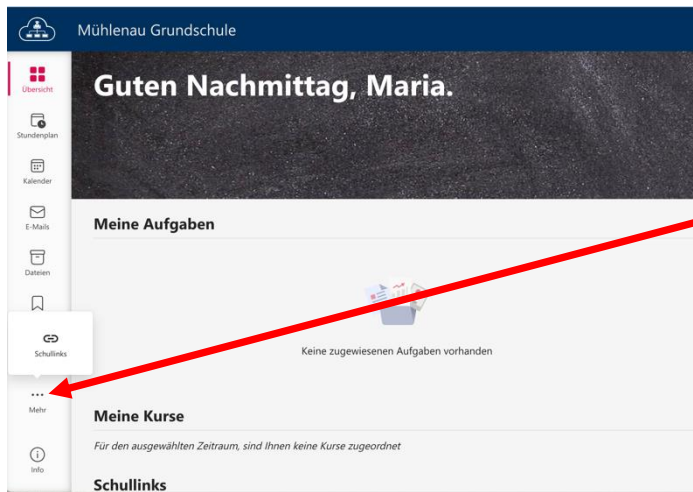 Mühlenau Grundschule
Übersicht
Guten Nachmittag, Maria.
Stundenplan
Kalender
E-Mails
Meine Aufgaben
Dateien
Schullinks
Keine zugewiesenen Aufgaben vorhanden
Mehr
Meine Kurse
Für den ausgewählten Zeitraum, sind Ihnen keine Kurse zugeordnet
Info
Schullinks